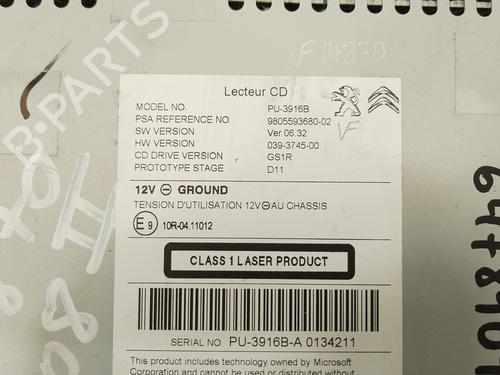 B-PARTS
VF14870
Lecteur CD
MODEL NO. PU-3916B
PSA REFERENCE NO. 9805593680-02
SW VERSION Ver 06.32
HW VERSION 039-3745-00
CD DRIVE VERSION GS1R
PROTOTYPE STAGE D11
VF
12V ⊖ GROUND
TENSION D'UTILISATION 12V⊖AU CHASSIS
E9 10R-04.11012
CLASS 1 LASER PRODUCT
SERIAL NO. PU-3916B-A 0134211
This product includes technology owned by Microsoft
Corporation and cannot be used or distributed without